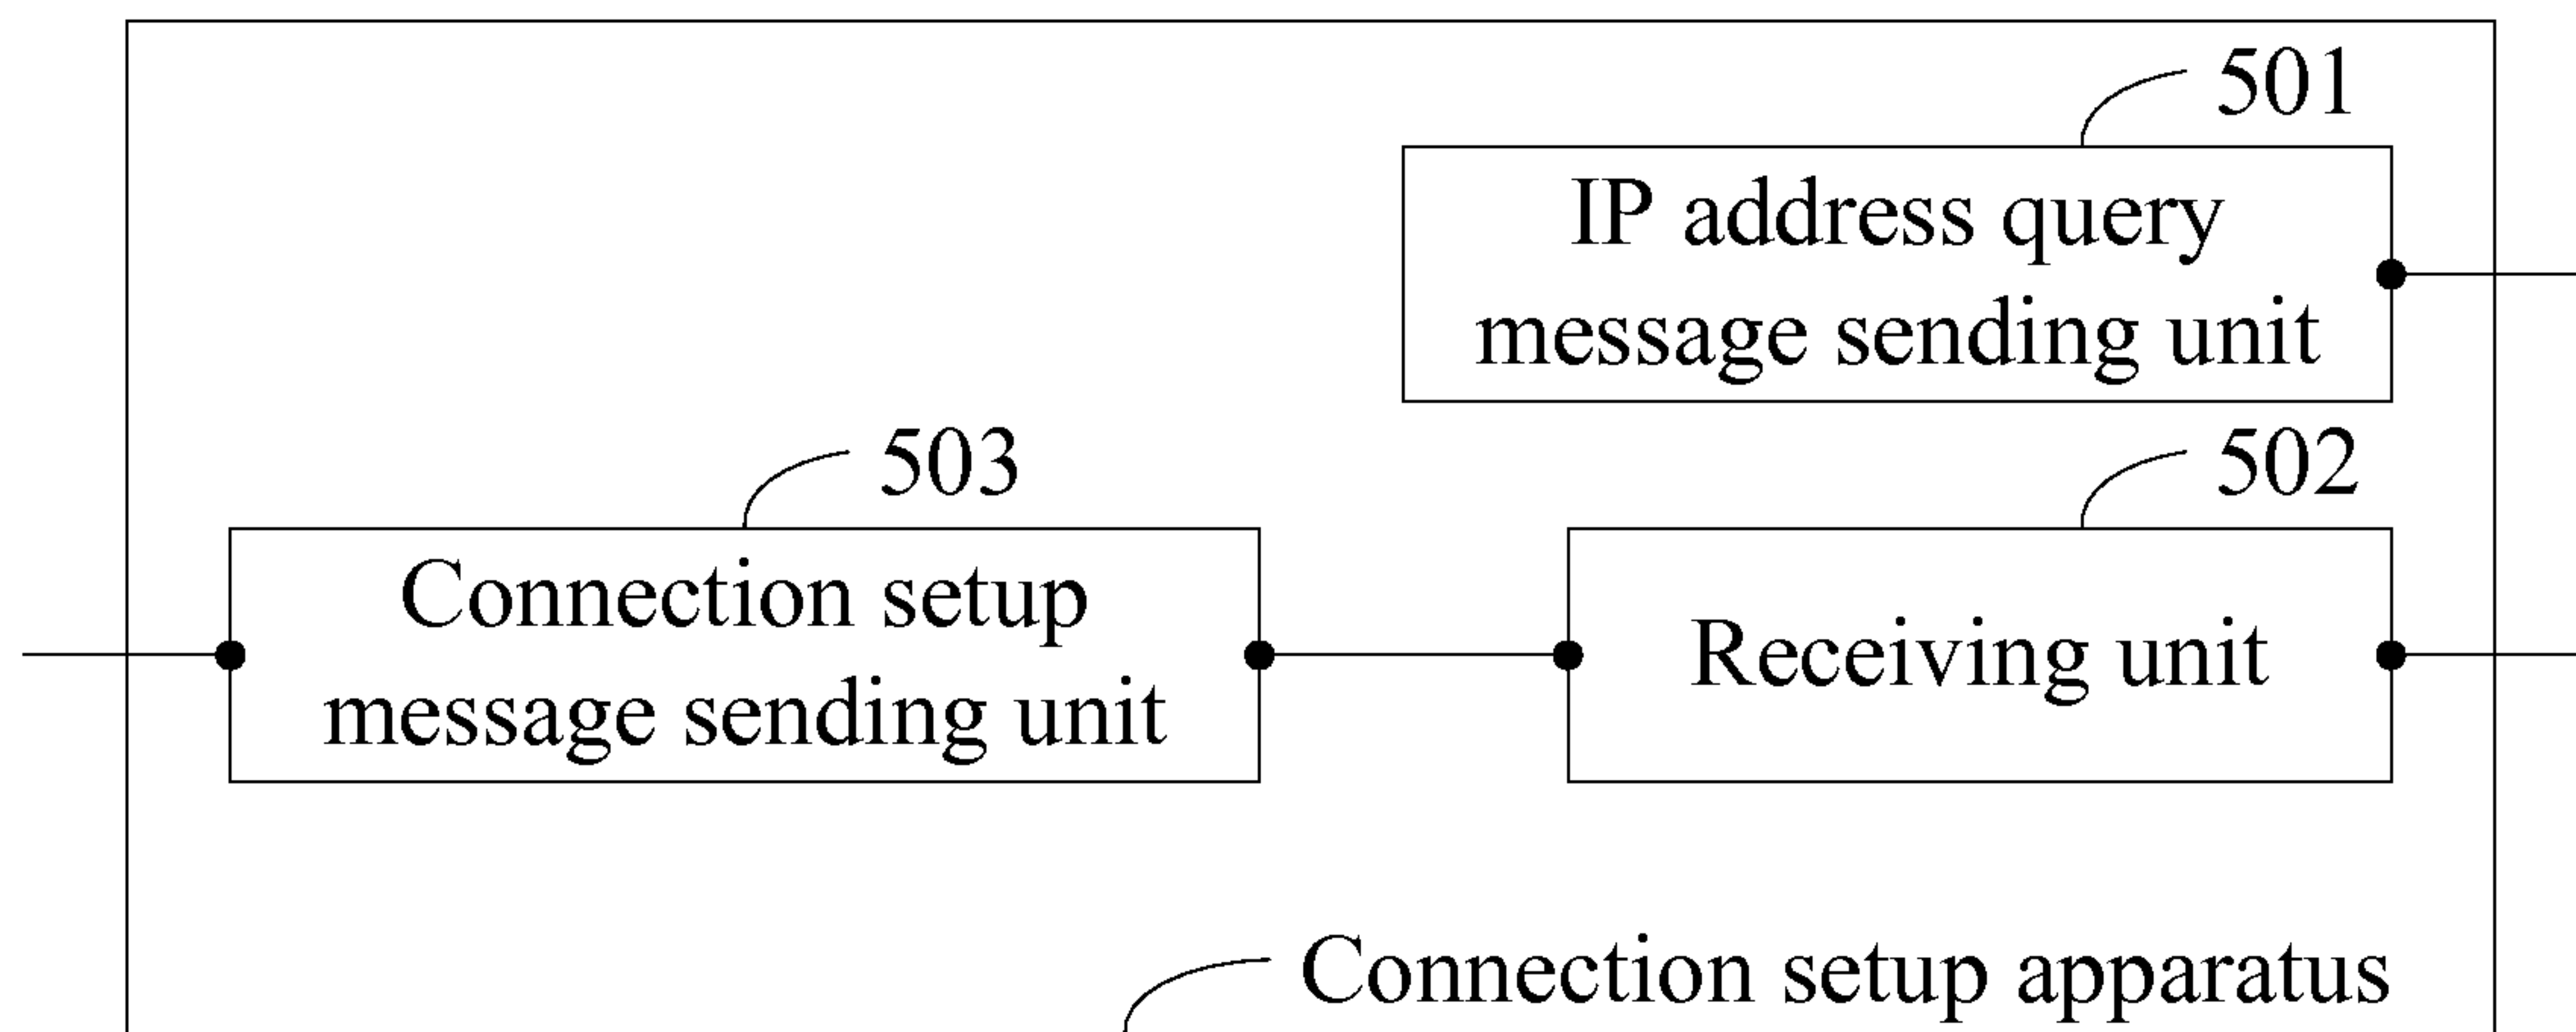 501
IP address query
message sending unit
503
502
Connection setup
message sending unit
Receiving unit
Connection setup apparatus